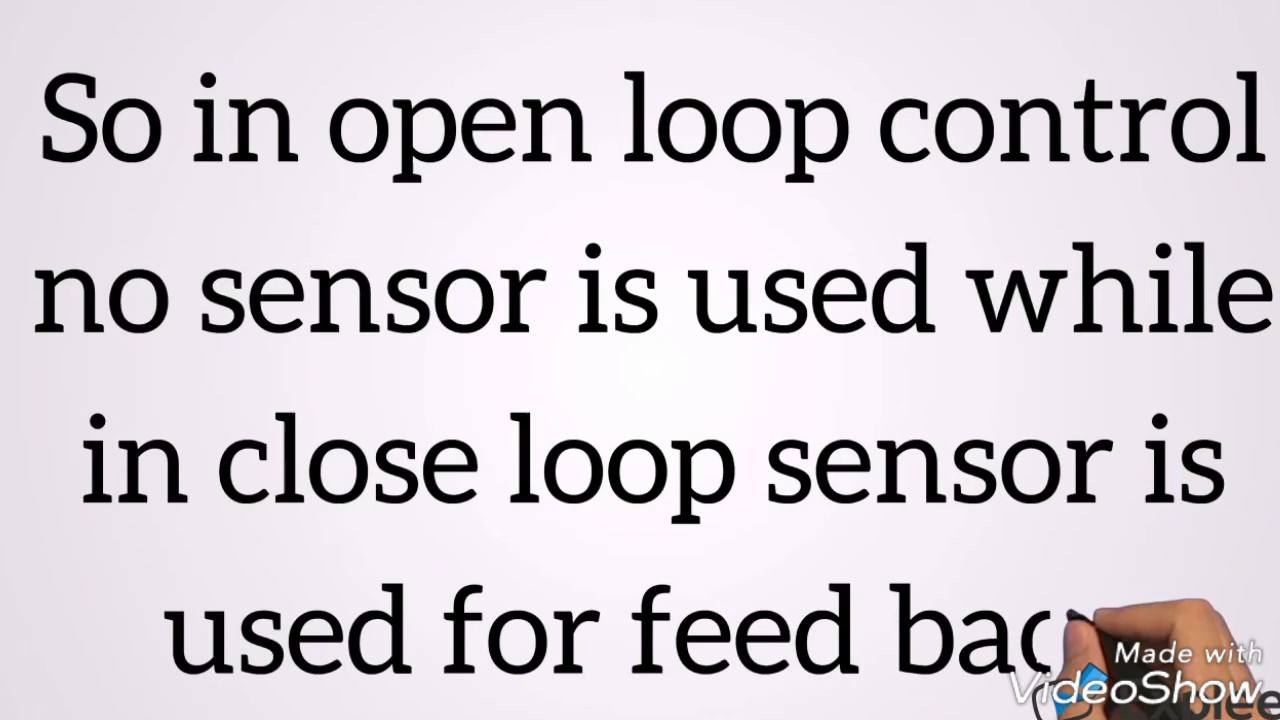 So in open loop control
no sensor is used while
in close loop sensor is
used for feed bac
Made with
VideoShow